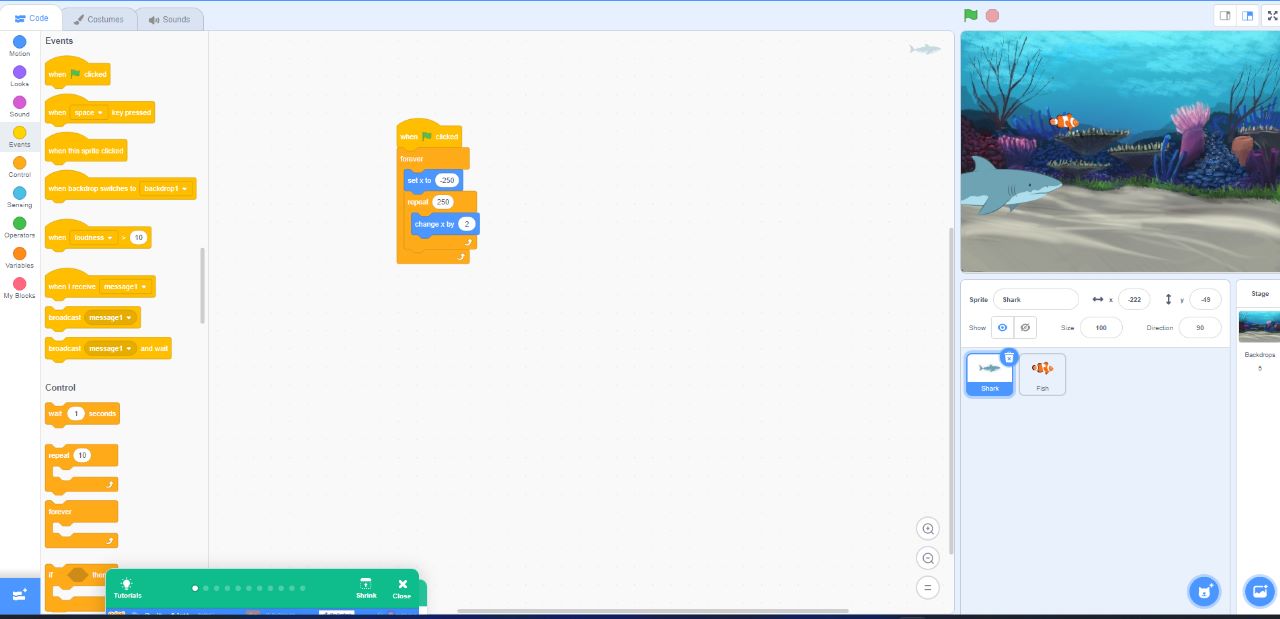 Code
Costumes
Sounds
Motion
Looks
Sound
Events
Control
Sensing
Operators
Variables
My Blocks
Events
when clicked
when space key pressed
when this sprite clicked
when backdrop switches to backdrop1
when loudness > 10
when I receive message1
broadcast message1
broadcast message1 and wait
Control
wait 1 seconds
repeat 10
forever
if then
when clicked
forever
set x to -250
repeat 250
change x by 2
Tutorials
Shrink
Close
Sprite Shark x -222 y -49
Show Size 100 Direction 90
Shark
Fish
Stage
Backdrops